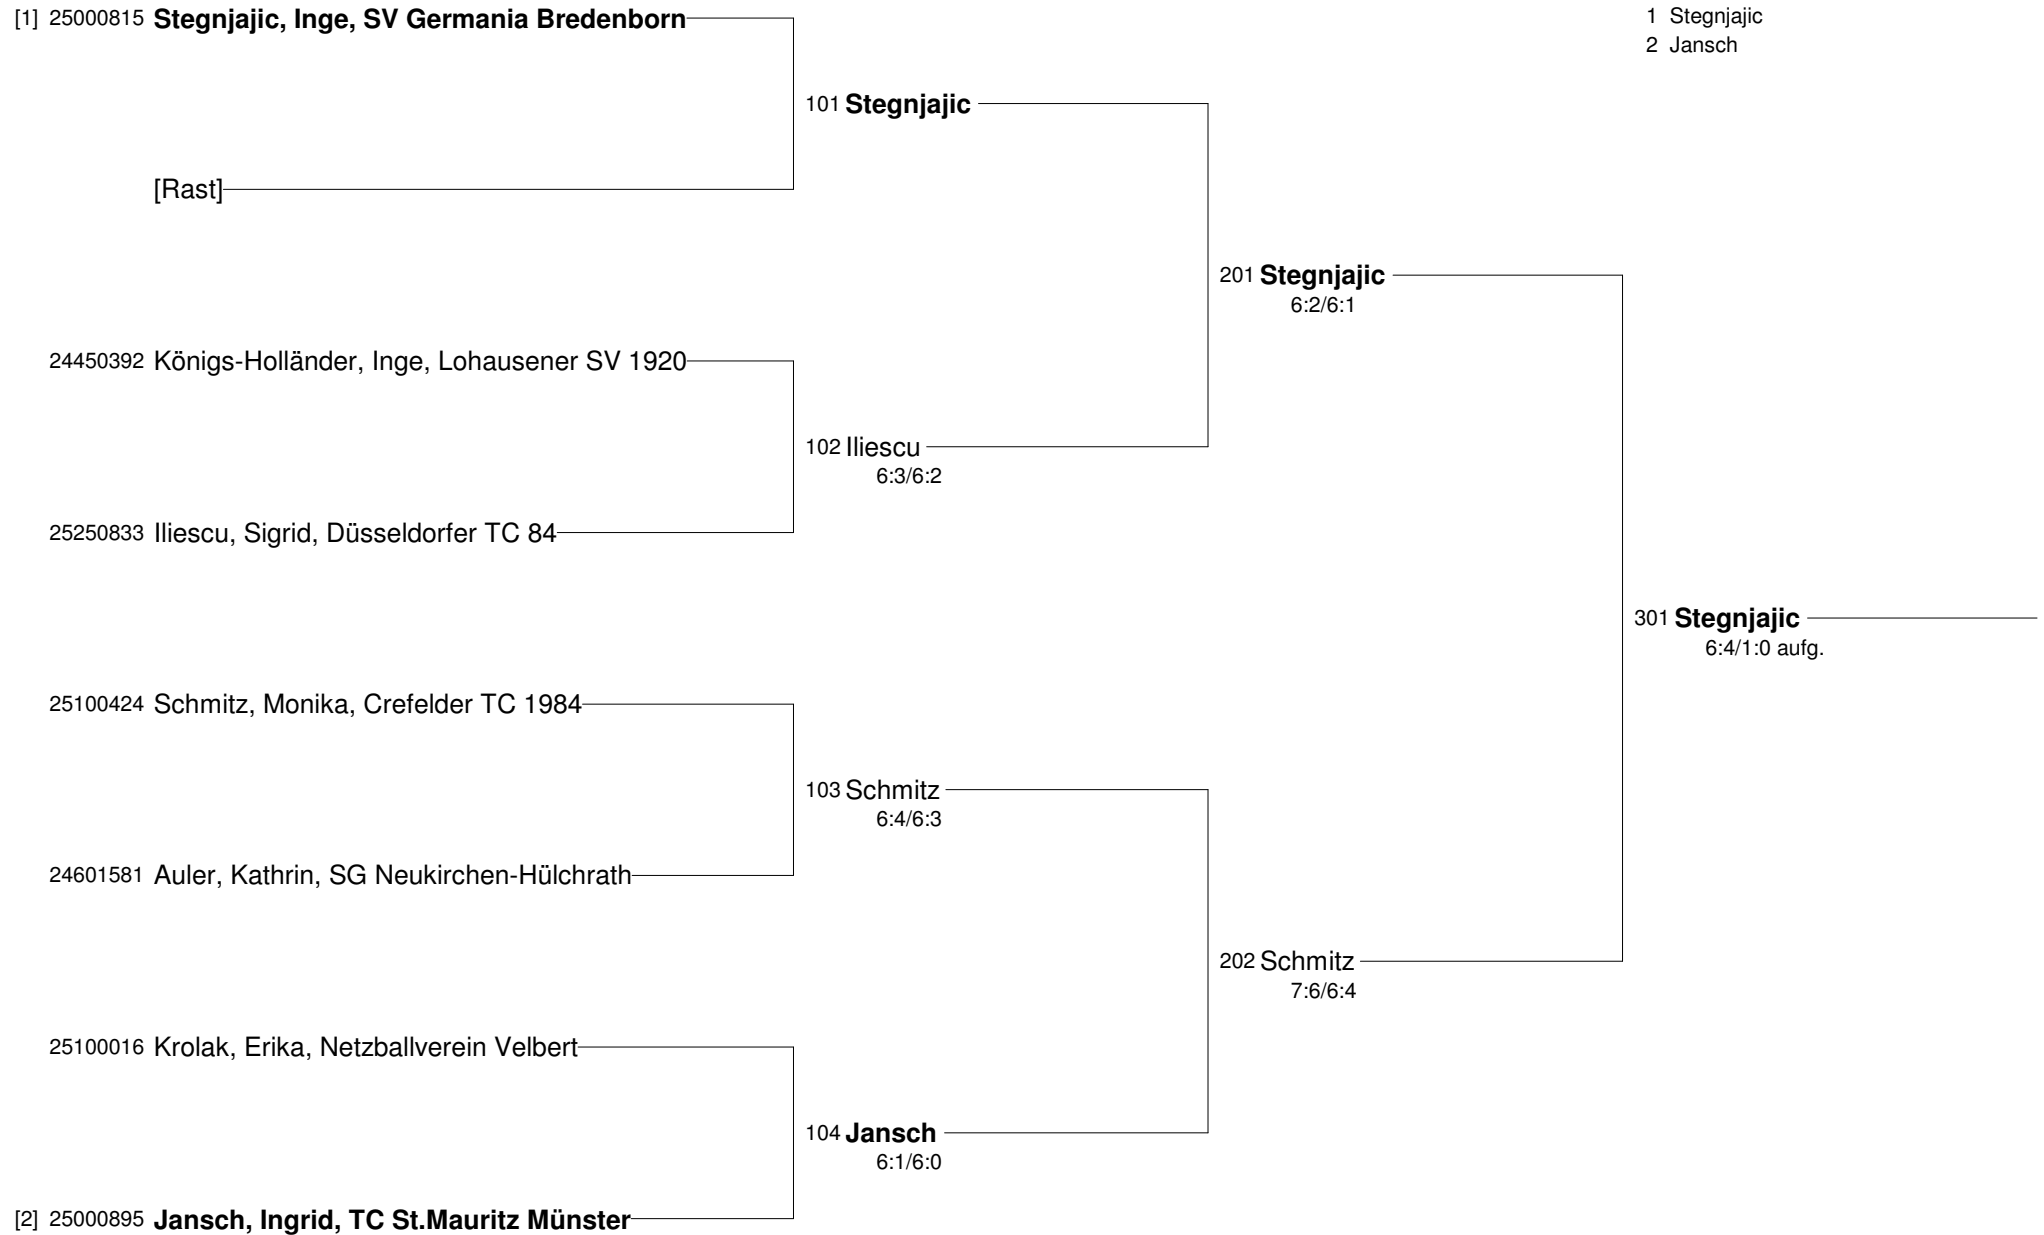 [1] 25000815 Stegnjajic, Inge, SV Germania Bredenborn
1 Stegnjajic
2 Jansch
101 Stegnjajic
[Rast]
201 Stegnjajic
6:2/6:1
24450392 Königs-Holländer, Inge, Lohausener SV 1920
102 Iliescu
6:3/6:2
25250833 Iliescu, Sigrid, Düsseldorfer TC 84
301 Stegnjajic
6:4/1:0 aufg.
25100424 Schmitz, Monika, Crefelder TC 1984
103 Schmitz
6:4/6:3
24601581 Auler, Kathrin, SG Neukirchen-Hülchrath
202 Schmitz
7:6/6:4
25100016 Krolak, Erika, Netzballverein Velbert
104 Jansch
6:1/6:0
[2] 25000895 Jansch, Ingrid, TC St.Mauritz Münster